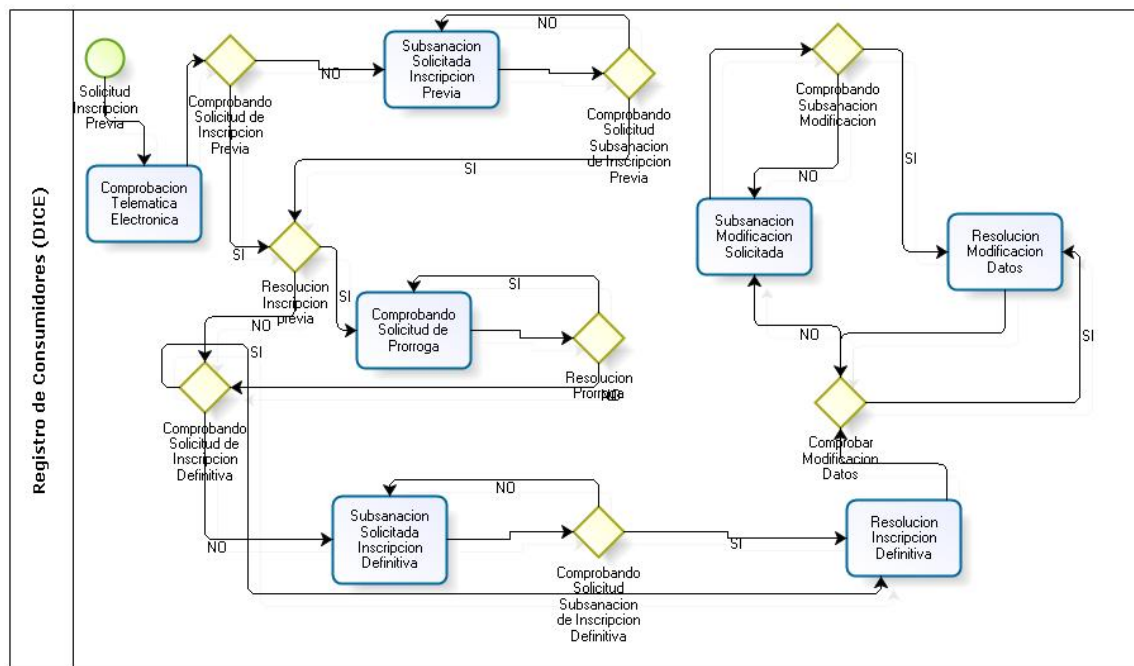 Registro de Consumidores (DICE)
Solicitud
Inscripcion
Previa
Comprobacion
Telematica
Electronica
Comprobando
Solicitud de
Inscripcion
Previa
NO
SI
Subsanacion
Solicitada
Inscripcion
Previa
NO
Comprobando
Solicitud
Subsanacion
de Inscripcion
Previa
SI
Resolucion
Inscripcion
previa
SI
NO
Comprobando
Solicitud de
Prorroga
SI
Resolucion
Prorroga
NO
Comprobando
Solicitud de
Inscripcion
Definitiva
SI
NO
Subsanacion
Solicitada
Inscripcion
Definitiva
NO
Comprobando
Solicitud
Subsanacion
de Inscripcion
Definitiva
SI
Resolucion
Inscripcion
Definitiva
Comprobar
Modificacion
Datos
NO
SI
Subsanacion
Modificacion
Solicitada
Comprobando
Subsanacion
Modificacion
NO
SI
Resolucion
Modificacion
Datos